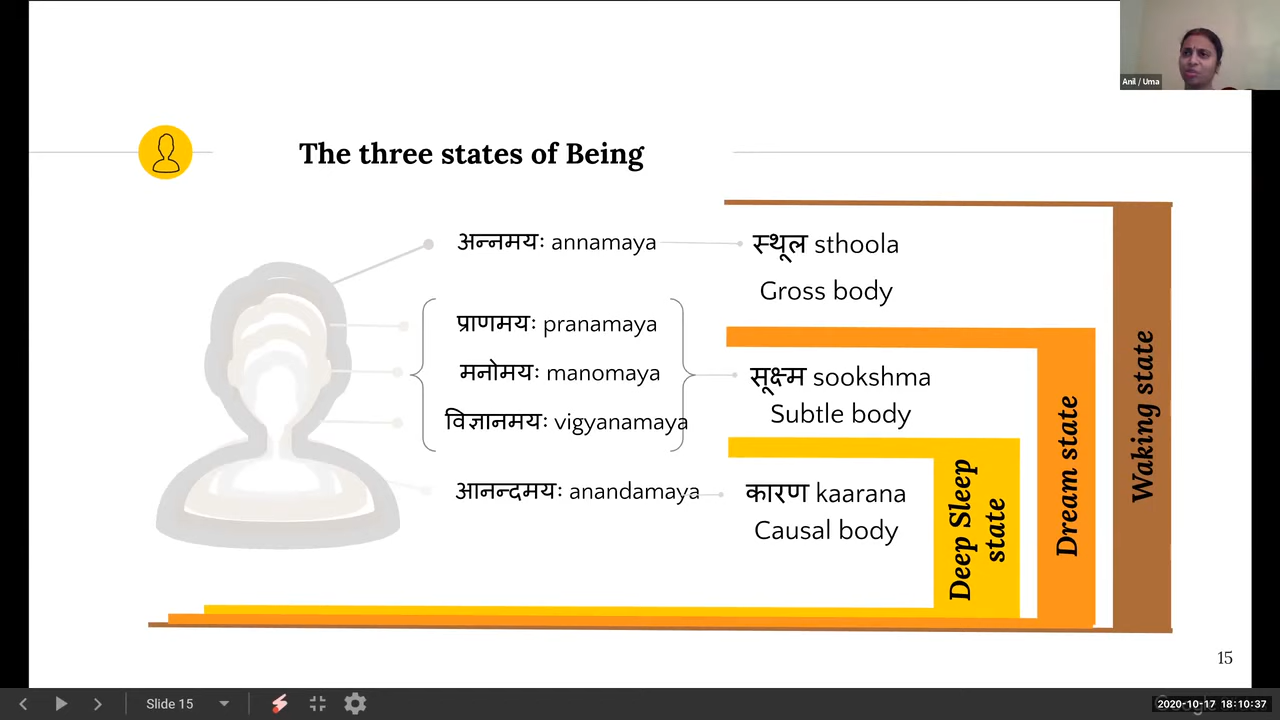 Anil / Uma
The three states of Being
अन्नमयः annamaya
स्थूल sthoola
Gross body
प्राणमयः pranamaya
मनोमयः manomaya
विज्ञानमयः vigyanamaya
सूक्ष्म sookshma
Subtle body
आनन्दमयः anandamaya
कारण kaarana
Causal body
Deep Sleep
state
Dream state
Waking state
15
Slide 15
2020-10-17 18:10:37